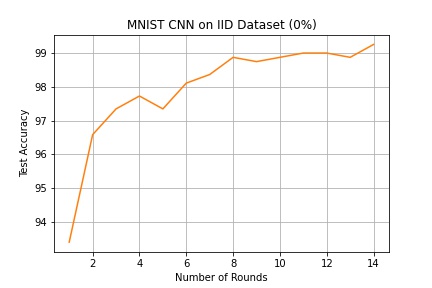 MNIST CNN on IID Dataset (0%)
99
98
97
96
95
94
Test Accuracy
2 4 6 8 10 12 14
Number of Rounds